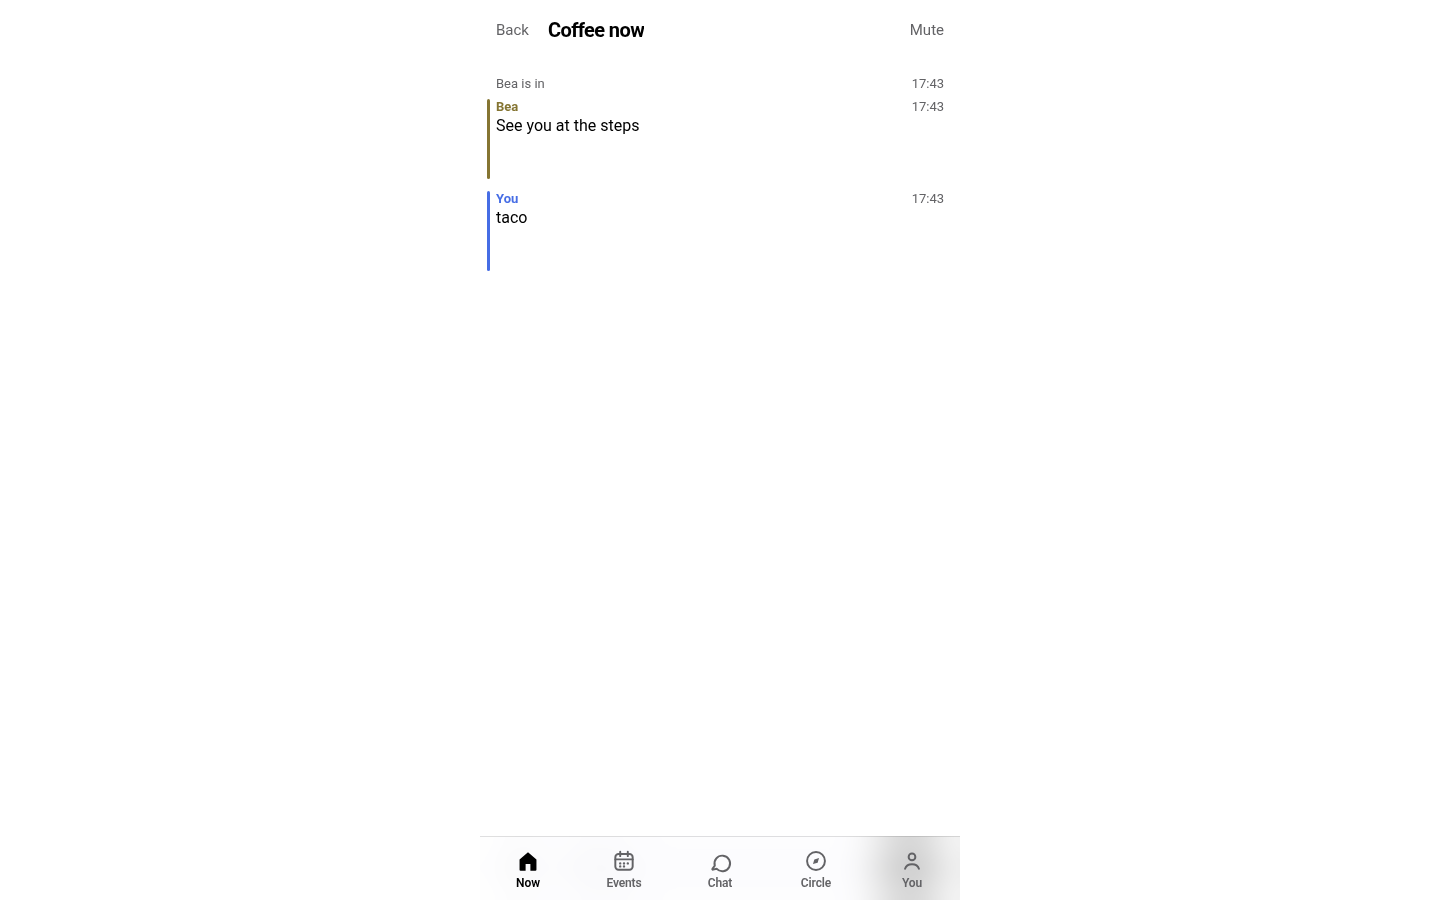 Back Coffee now Mute
Bea is in 17:43
Bea 17:43
See you at the steps
You 17:43
taco
Now Events Chat Circle You